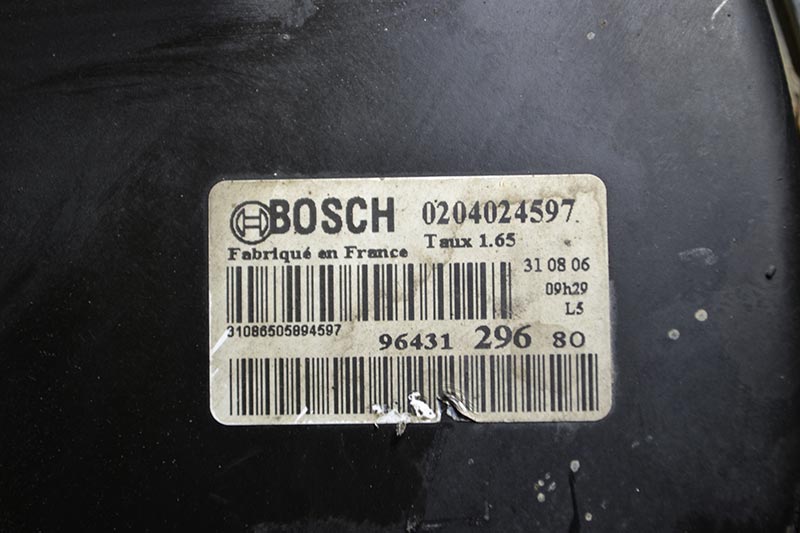 BOSCH 0204024597
Fabriqué en France Taux 1.65
31 08 06
09h29
L5
31086505894597
96431 296 80